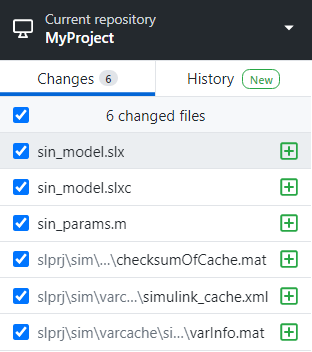 Current repository
MyProject
Changes 6
History New
6 changed files
sin_model.slx
sin_model.slxc
sin_params.m
slprj\sim\...\checksumOfCache.mat
slprj\sim\varc...\simulink_cache.xml
slprj\sim\varcache\si...\varInfo.mat